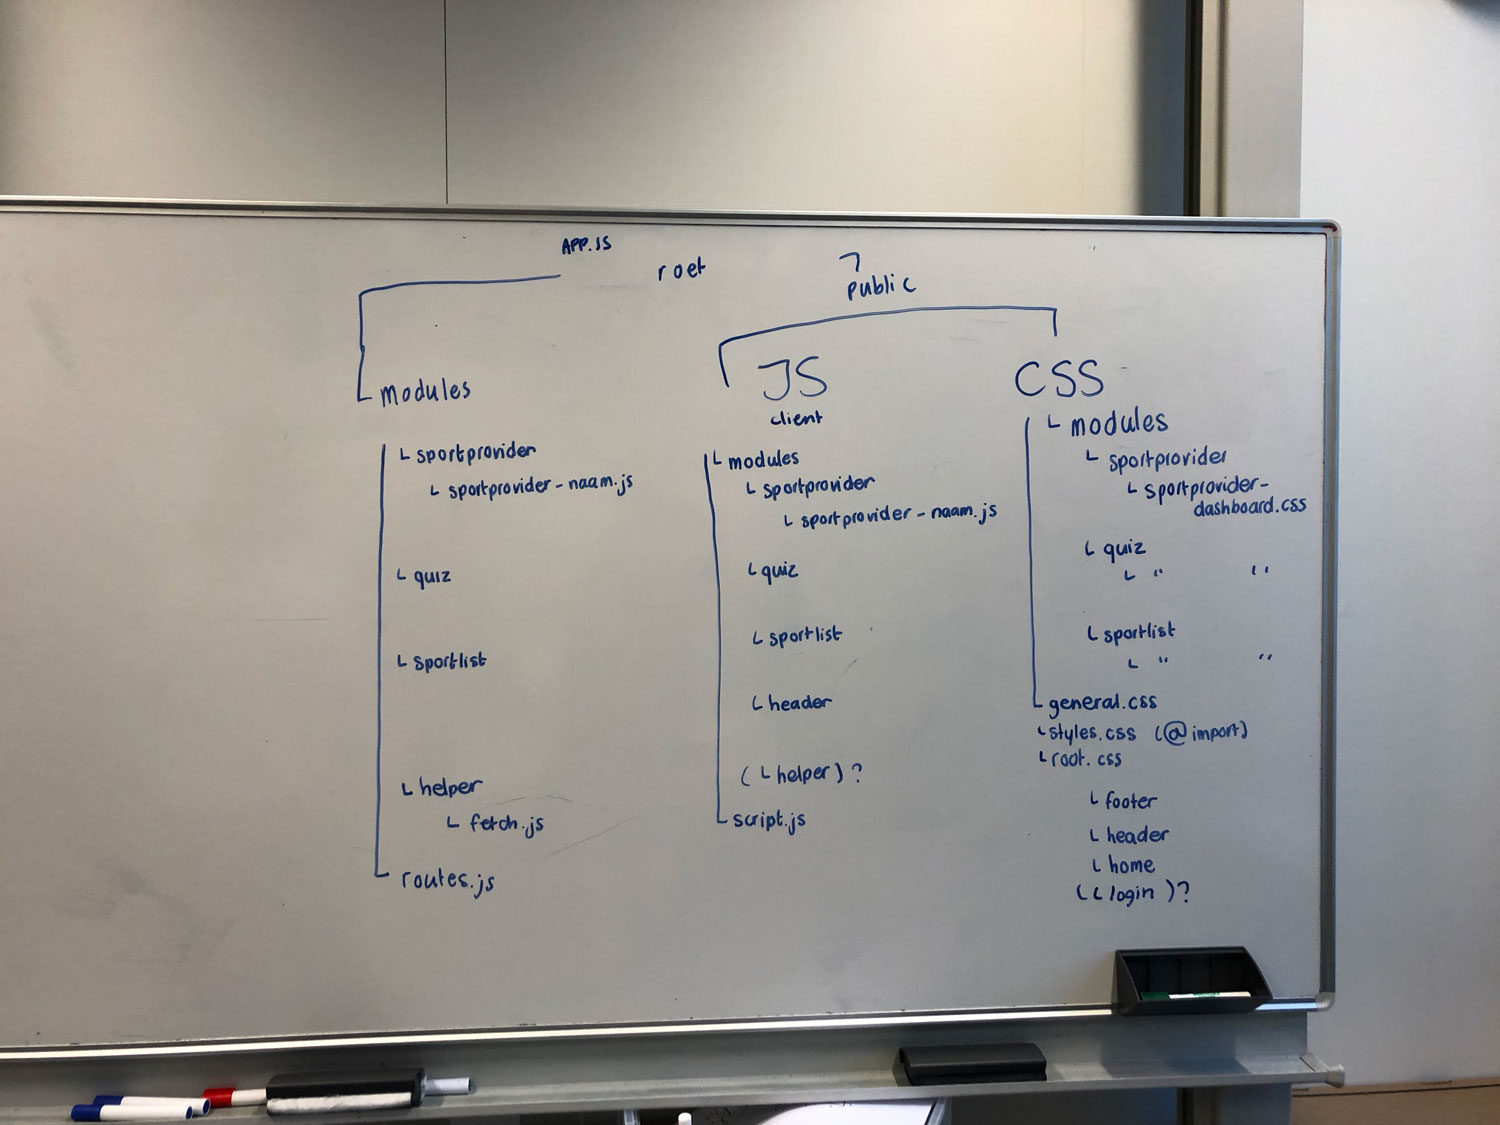 APP.JS
root
public
modules
└ sportprovider
└ sportprovider-naam.js
└ quiz
└ sportlist
└ helper
└ fetch.js
└ routes.js
JS
client
└ modules
└ sportprovider
└ sportprovider-naam.js
└ quiz
└ sportlist
└ header
(└ helper)?
└ script.js
CSS
└ modules
└ sportprovider
└ sportprovider-
dashboard.css
└ quiz
└ " "
└ sportlist
└ " "
└ general.css
└ styles.css (@import)
└ root.css
└ footer
└ header
└ home
(└ login)?